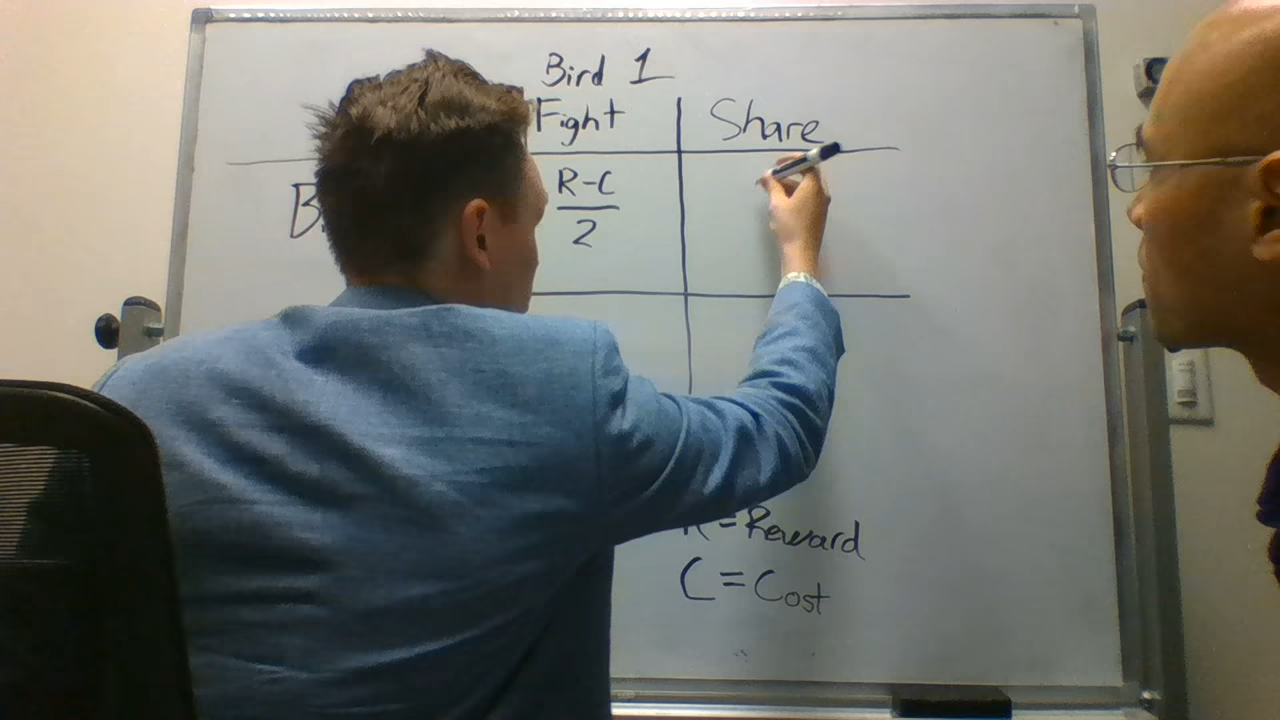 Bird 1
Fight Share
R-C
2
= Reward
C = Cost